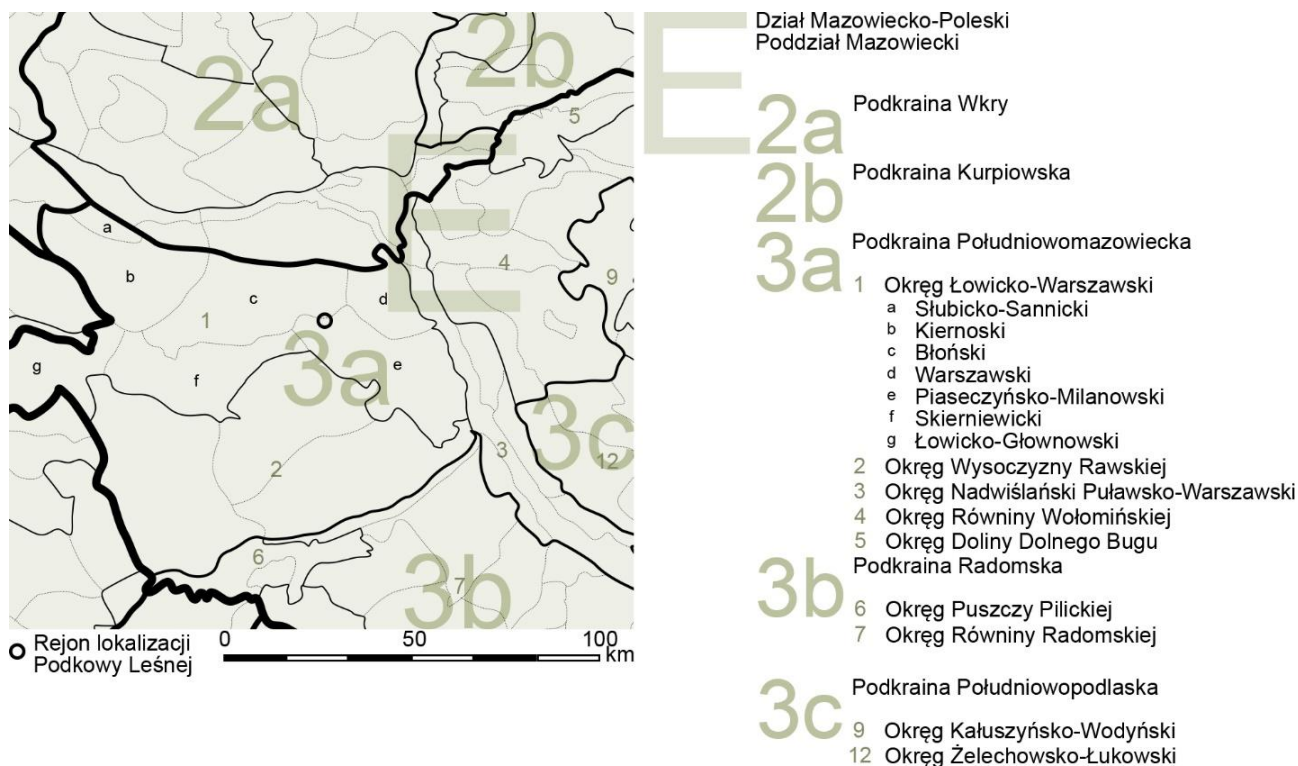 2a
2b
5
E
a
b
1
c
d
4
9
3a
g
f
e
3c
3
12
2
6
3b
7
Rejon lokalizacji
Podkowy Leśnej
0 50 100
km
E
Dział Mazowiecko-Poleski
Poddział Mazowiecki
2a Podkraina Wkry
2b Podkraina Kurpiowska
3a Podkraina Południowomazowiecka
1 Okręg Łowicko-Warszawski
a Słubicko-Sannicki
b Kiernoski
c Błoński
d Warszawski
e Piaseczyńsko-Milanowski
f Skierniewicki
g Łowicko-Głownowski
2 Okręg Wysoczyzny Rawskiej
3 Okręg Nadwiślański Puławsko-Warszawski
4 Okręg Równiny Wołomińskiej
5 Okręg Doliny Dolnego Bugu
3b Podkraina Radomska
6 Okręg Puszczy Pilickiej
7 Okręg Równiny Radomskiej
3c Podkraina Południowopodlaska
9 Okręg Kałuszyńsko-Wodyński
12 Okręg Żelechowsko-Łukowski